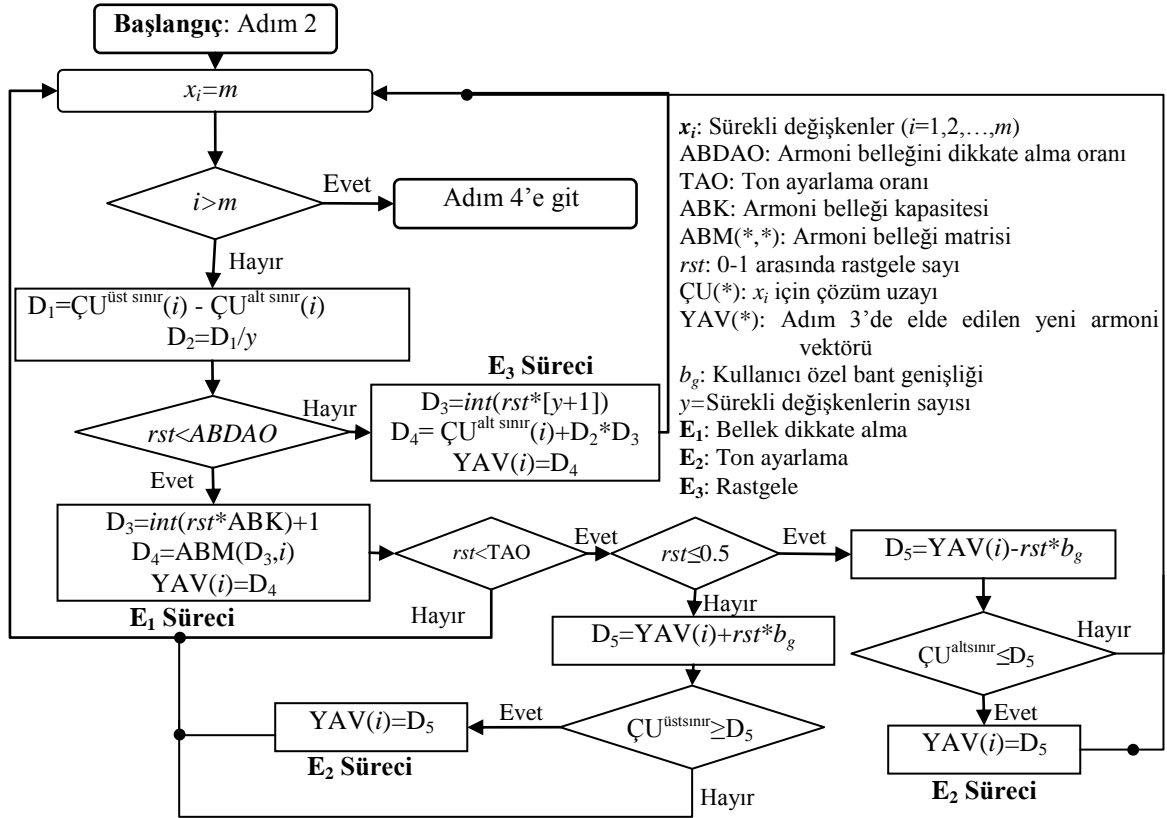 Başlangıç: Adım 2
xᵢ=m
i>m
Evet
Adım 4’e git
Hayır
D₁=ÇUüst sınır(i) - ÇUalt sınır(i)
D₂=D₁/y
rst<ABDAO
Hayır
Evet
E₃ Süreci
D₃=int(rst*[y+1])
D₄= ÇUalt sınır(i)+D₂*D₃
YAV(i)=D₄
xᵢ: Sürekli değişkenler (i=1,2,…,m)
ABDAO: Armoni belleğini dikkate alma oranı
TAO: Ton ayarlama oranı
ABK: Armoni belleği kapasitesi
ABM(*,*): Armoni belleği matrisi
rst: 0-1 arasında rastgele sayı
ÇU(*): xᵢ için çözüm uzayı
YAV(*): Adım 3’de elde edilen yeni armoni
vektörü
b_g: Kullanıcı özel bant genişliği
y=Sürekli değişkenlerin sayısı
E₁: Bellek dikkate alma
E₂: Ton ayarlama
E₃: Rastgele
D₃=int(rst*ABK)+1
D₄=ABM(D₃,i)
YAV(i)=D₄
E₁ Süreci
rst<TAO
Evet
Hayır
rst≤0.5
Evet
Hayır
D₅=YAV(i)-rst*b_g
D₅=YAV(i)+rst*b_g
ÇUaltsınır≤D₅
Hayır
Evet
YAV(i)=D₅
E₂ Süreci
ÇUüstsınır≥D₅
Evet
YAV(i)=D₅
E₂ Süreci
Hayır